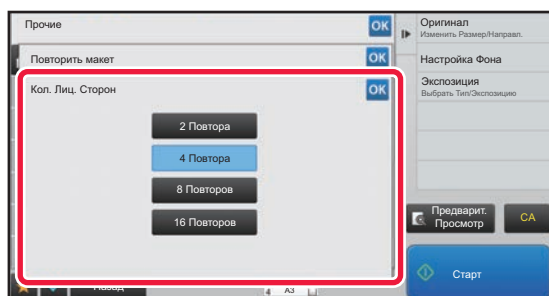 Прочие
OK
Повторить макет
OK
Кол. Лиц. Сторон
OK
2 Повтора
4 Повтора
8 Повторов
16 Повторов
Оригинал
Изменить Размер/Направл.
Настройка Фона
Экспозиция
Выбрать Тип/Экспозицию
Предварит.
Просмотр
CA
Старт
Назад
4 A3